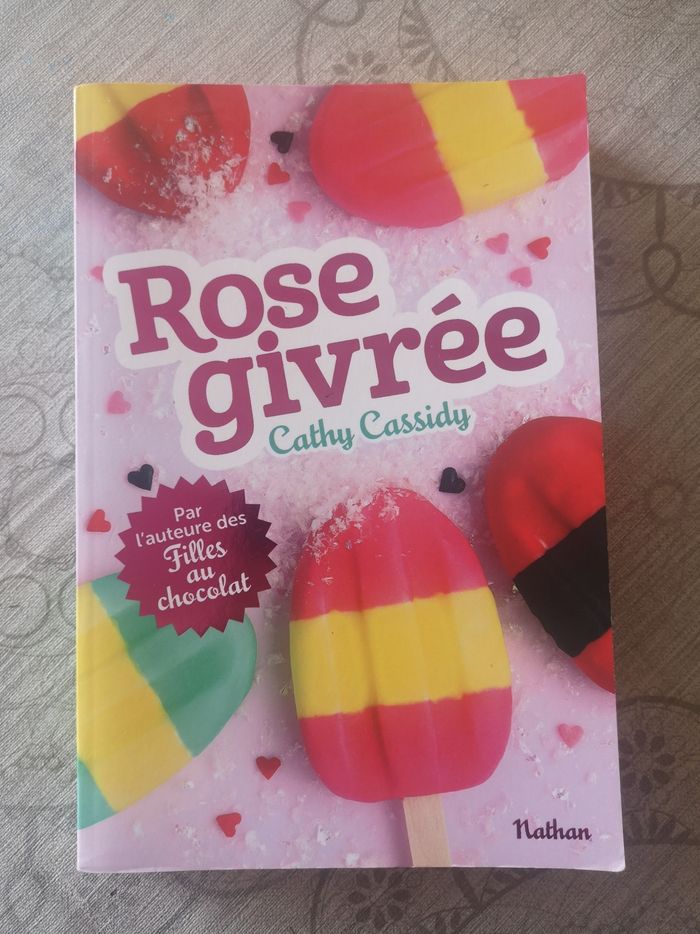 Rose
givrée
Cathy Cassidy
Par
l'auteure des
Filles
au
chocolat
Nathan